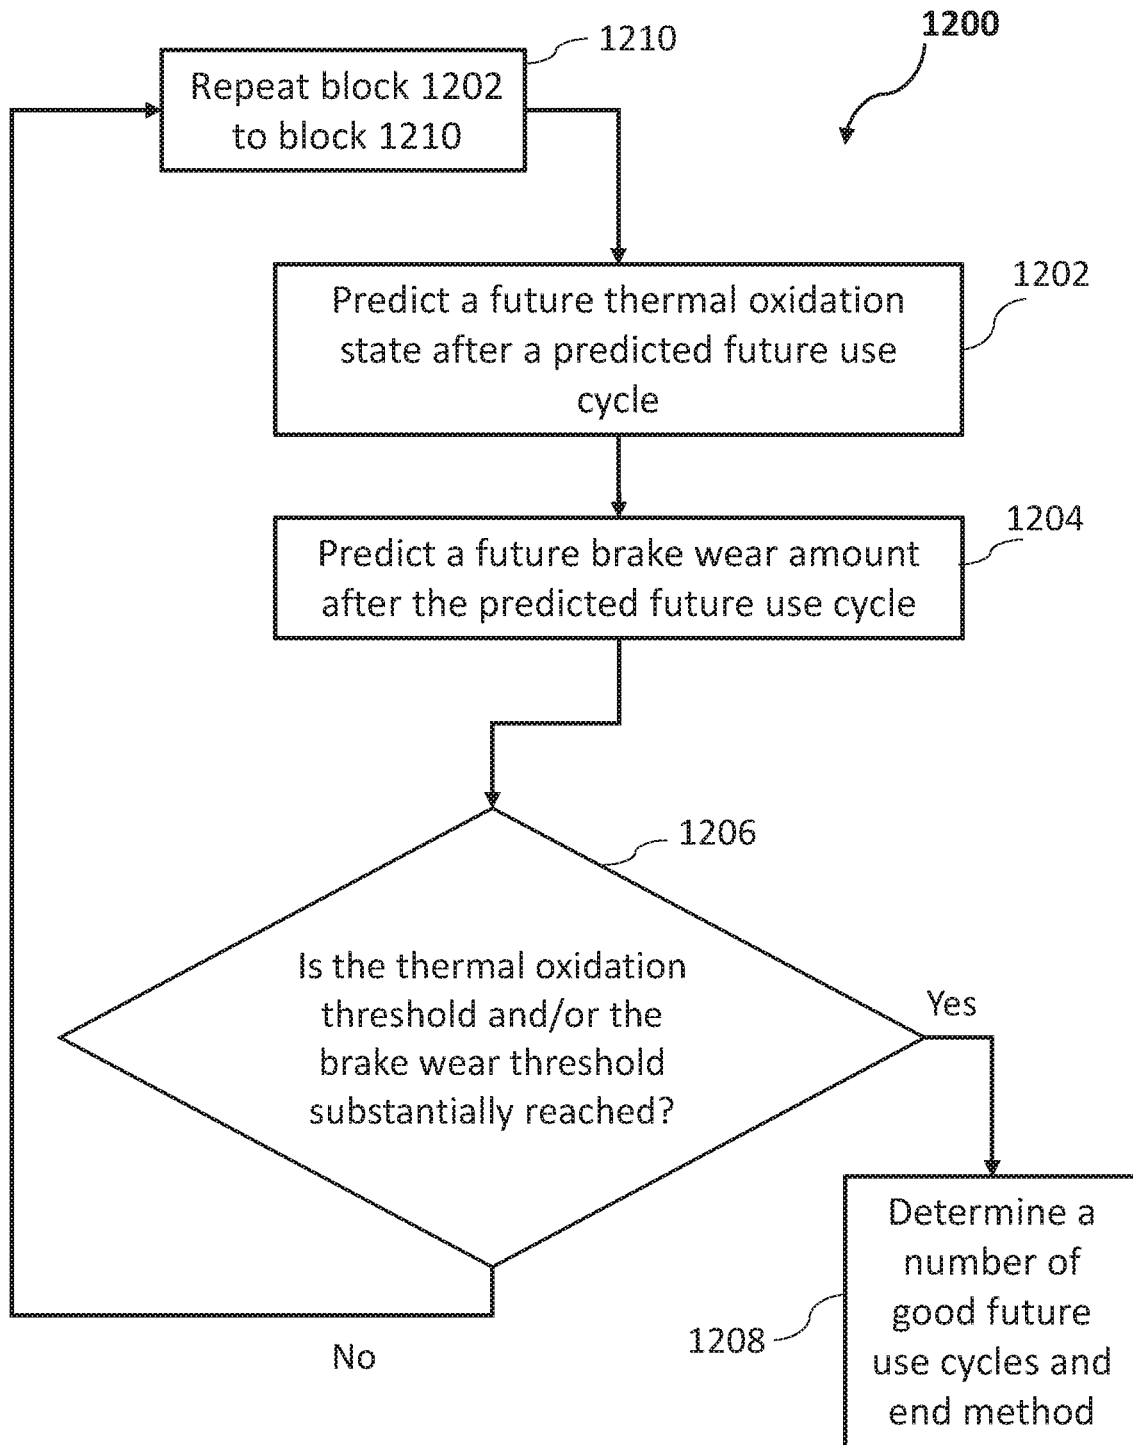 1200
1210
Repeat block 1202
to block 1210
1202
Predict a future thermal oxidation
state after a predicted future use
cycle
1204
Predict a future brake wear amount
after the predicted future use cycle
1206
Is the thermal oxidation
threshold and/or the
brake wear threshold
substantially reached?
Yes
No
1208
Determine a
number of
good future
use cycles and
end method